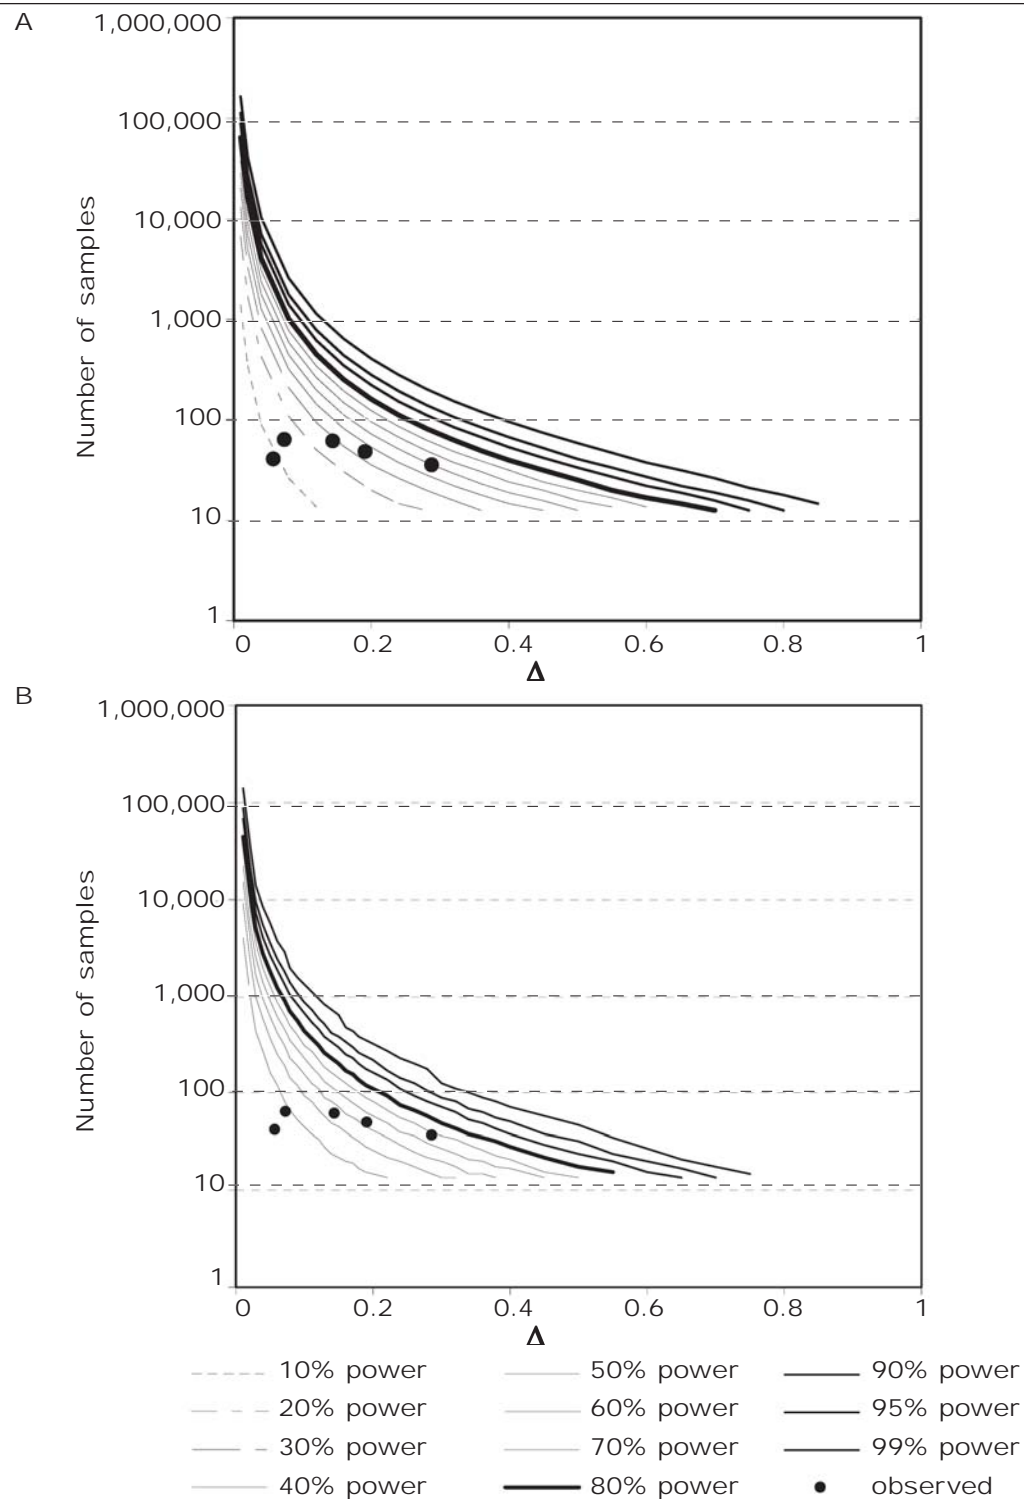 A
1,000,000
100,000
10,000
1,000
100
10
1
Number of samples
0 0.2 0.4 0.6 0.8 1
Δ
B
1,000,000
100,000
10,000
1,000
100
10
1
Number of samples
0 0.2 0.4 0.6 0.8 1
Δ
10% power 50% power 90% power
20% power 60% power 95% power
30% power 70% power 99% power
40% power 80% power observed